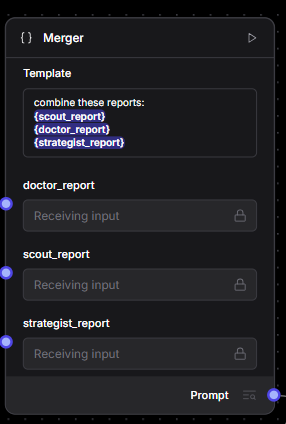 { } Merger
Template
combine these reports:
{scout_report}
{doctor_report}
{strategist_report}
doctor_report
Receiving input
scout_report
Receiving input
strategist_report
Receiving input
Prompt